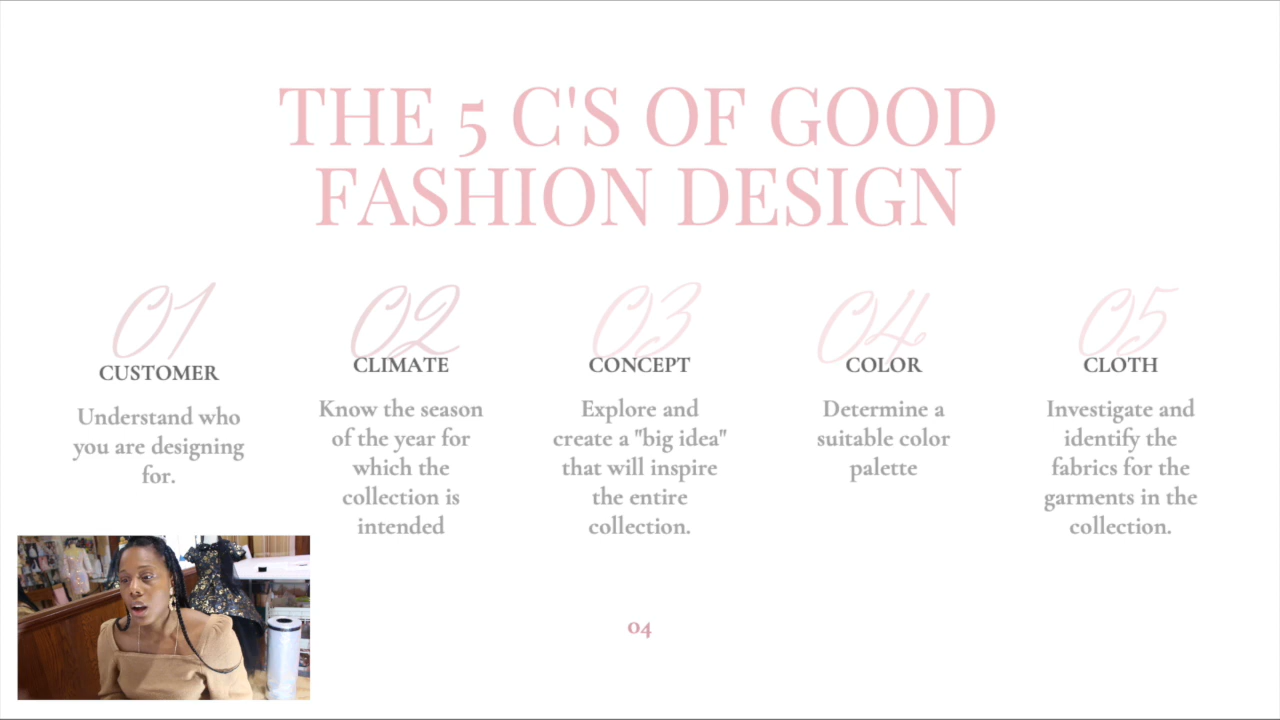 THE 5 C'S OF GOOD
FASHION DESIGN
01
CUSTOMER
Understand who
you are designing
for.
02
CLIMATE
Know the season
of the year for
which the
collection is
intended
03
CONCEPT
Explore and
create a "big idea"
that will inspire
the entire
collection.
04
COLOR
Determine a
suitable color
palette
05
CLOTH
Investigate and
identify the
fabrics for the
garments in the
collection.
04